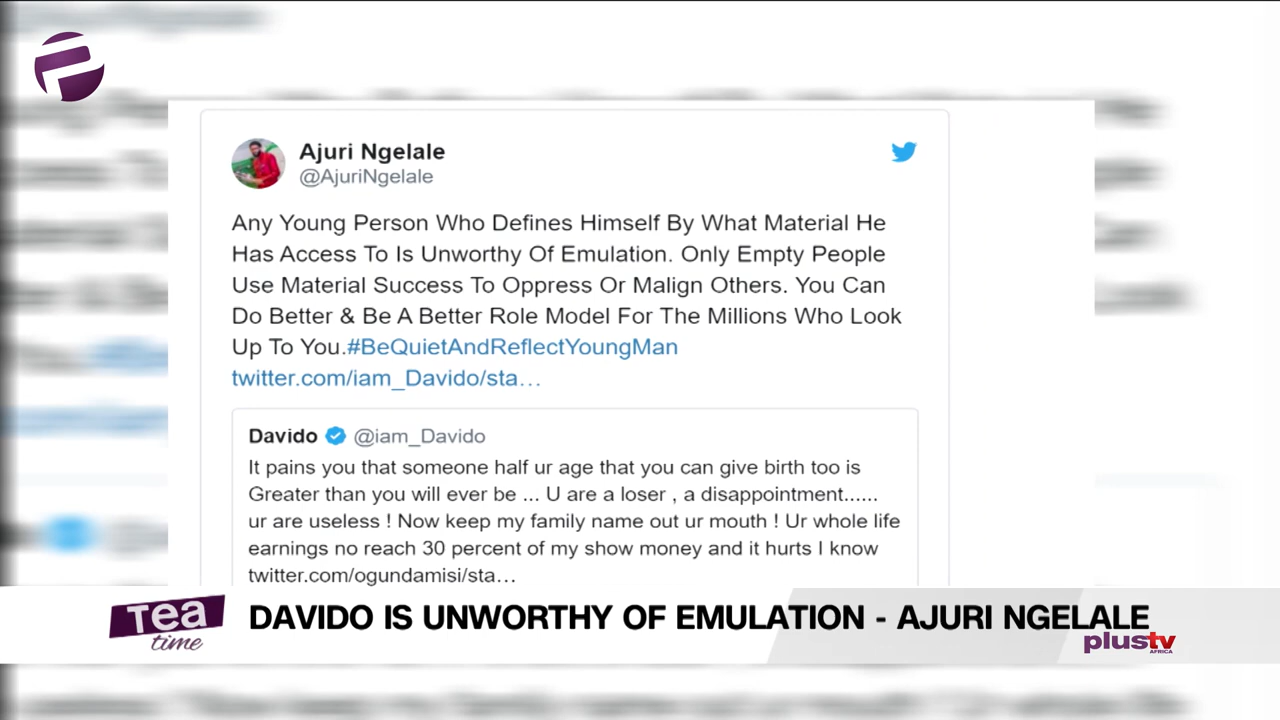 Ajuri Ngelale
@AjuriNgelale
Any Young Person Who Defines Himself By What Material He
Has Access To Is Unworthy Of Emulation. Only Empty People
Use Material Success To Oppress Or Malign Others. You Can
Do Better & Be A Better Role Model For The Millions Who Look
Up To You.#BeQuietAndReflectYoungMan
twitter.com/iam_Davido/sta…
Davido @iam_Davido
It pains you that someone half ur age that you can give birth too is
Greater than you will ever be ... U are a loser , a disappointment......
ur are useless ! Now keep my family name out ur mouth ! Ur whole life
earnings no reach 30 percent of my show money and it hurts I know
twitter.com/ogundamisi/sta…
Tea
time
DAVIDO IS UNWORTHY OF EMULATION - AJURI NGELALE
plustv
AFRICA